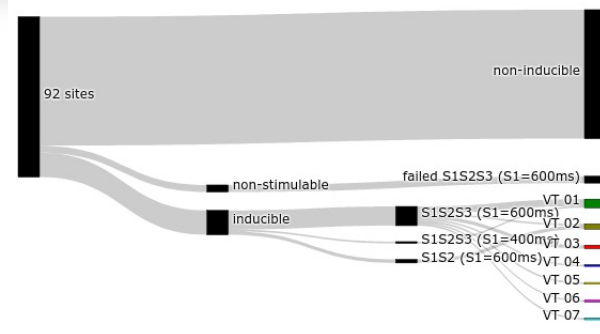 non-inducible
92 sites
failed S1S2S3 (S1=600ms)
non-stimulable
VT 01
S1S2S3 (S1=600ms)
inducible
VT 02
S1S2S3 (S1=400ms)
VT 03
S1S2 (S1=600ms)
VT 04
VT 05
VT 06
VT 07